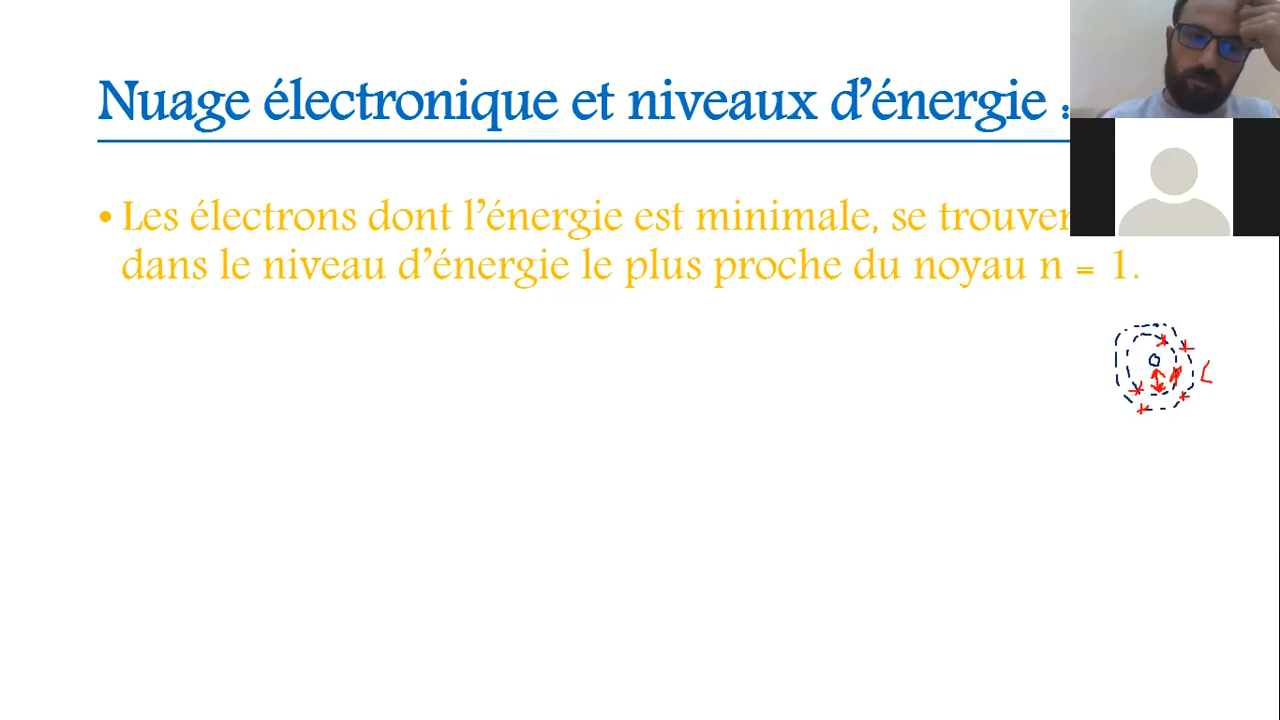 Nuage électronique et niveaux d’énergie :
• Les électrons dont l’énergie est minimale, se
dans le niveau d’énergie le plus proche du noyau n = 1.
L